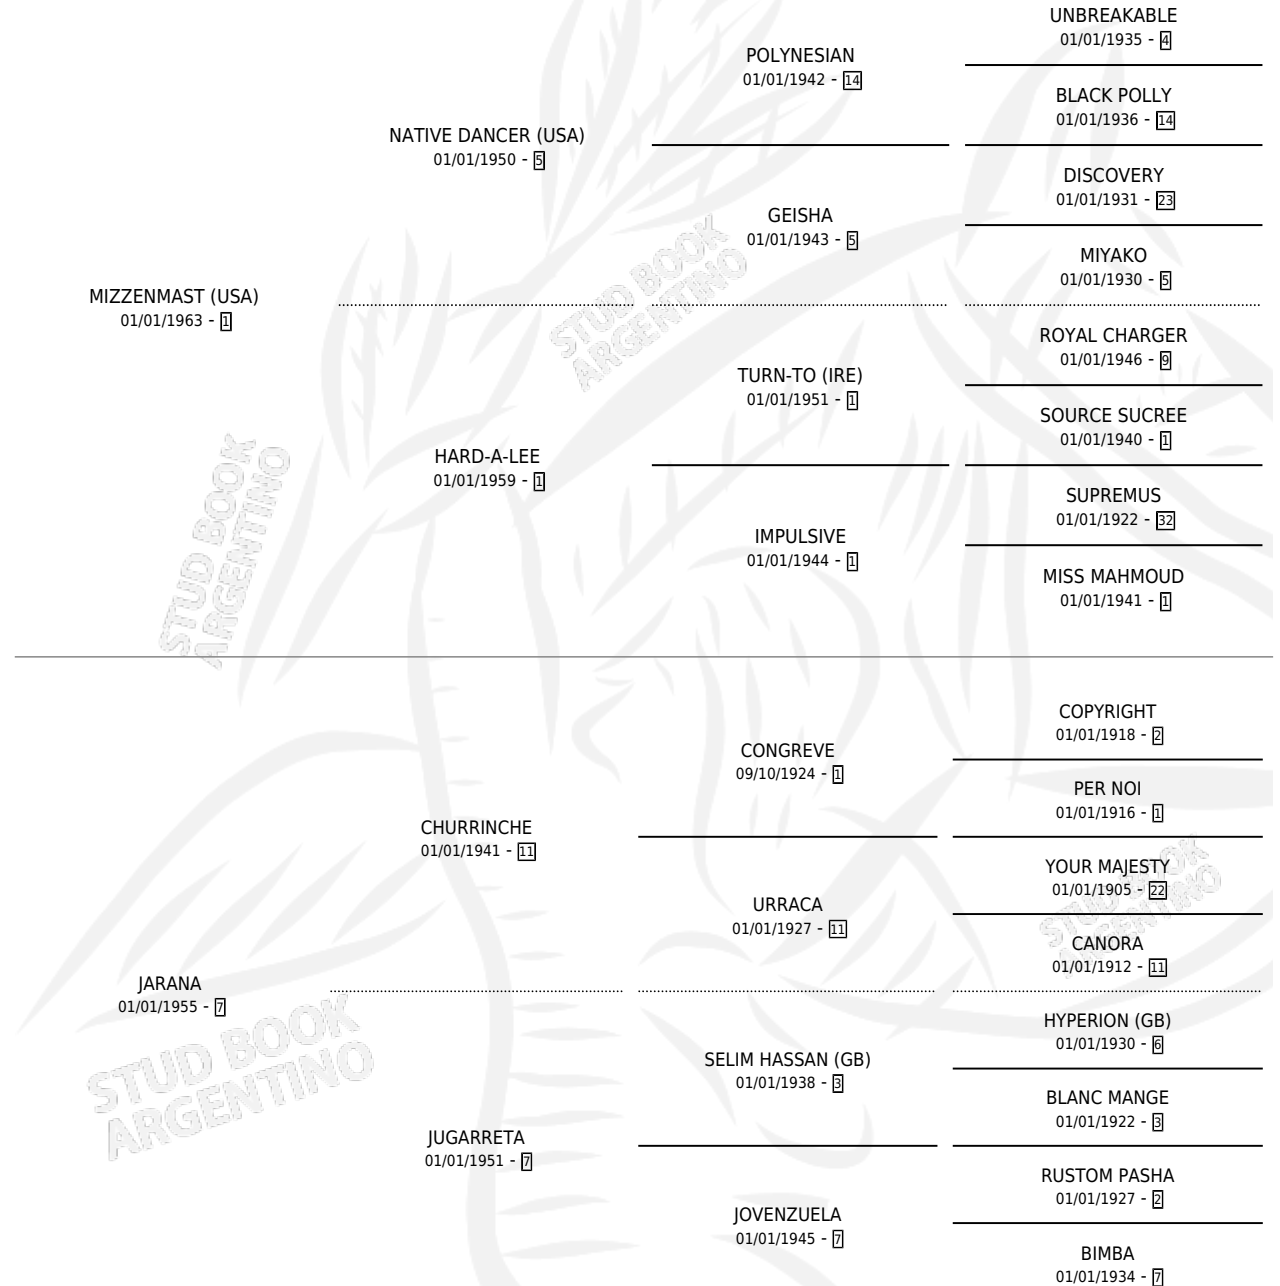 UNBREAKABLE
01/01/1935 - 4
POLYNESIAN
01/01/1942 - 14
BLACK POLLY
01/01/1936 - 14
NATIVE DANCER (USA)
01/01/1950 - 5
DISCOVERY
01/01/1931 - 23
GEISHA
01/01/1943 - 5
MIYAKO
01/01/1930 - 5
MIZZENMAST (USA)
01/01/1963 - 1
ROYAL CHARGER
01/01/1946 - 9
TURN-TO (IRE)
01/01/1951 - 1
SOURCE SUCREE
01/01/1940 - 1
HARD-A-LEE
01/01/1959 - 1
SUPREMUS
01/01/1922 - 32
IMPULSIVE
01/01/1944 - 1
MISS MAHMOUD
01/01/1941 - 1
COPYRIGHT
01/01/1918 - 2
CONGREVE
09/10/1924 - 1
PER NOI
01/01/1916 - 1
CHURRINCHE
01/01/1941 - 11
YOUR MAJESTY
01/01/1905 - 22
URRACA
01/01/1927 - 11
CANORA
01/01/1912 - 11
JARANA
01/01/1955 - 7
HYPERION (GB)
01/01/1930 - 6
SELIM HASSAN (GB)
01/01/1938 - 3
BLANC MANGE
01/01/1922 - 3
JUGARRETA
01/01/1951 - 7
RUSTOM PASHA
01/01/1927 - 2
JOVENZUELA
01/01/1945 - 7
BIMBA
01/01/1934 - 7
STUD BOOK
ARGENTINO
STUD BOOK
ARGENTINO
STUD BOOK
ARGENTINO
STUD BOOK
ARGENTINO